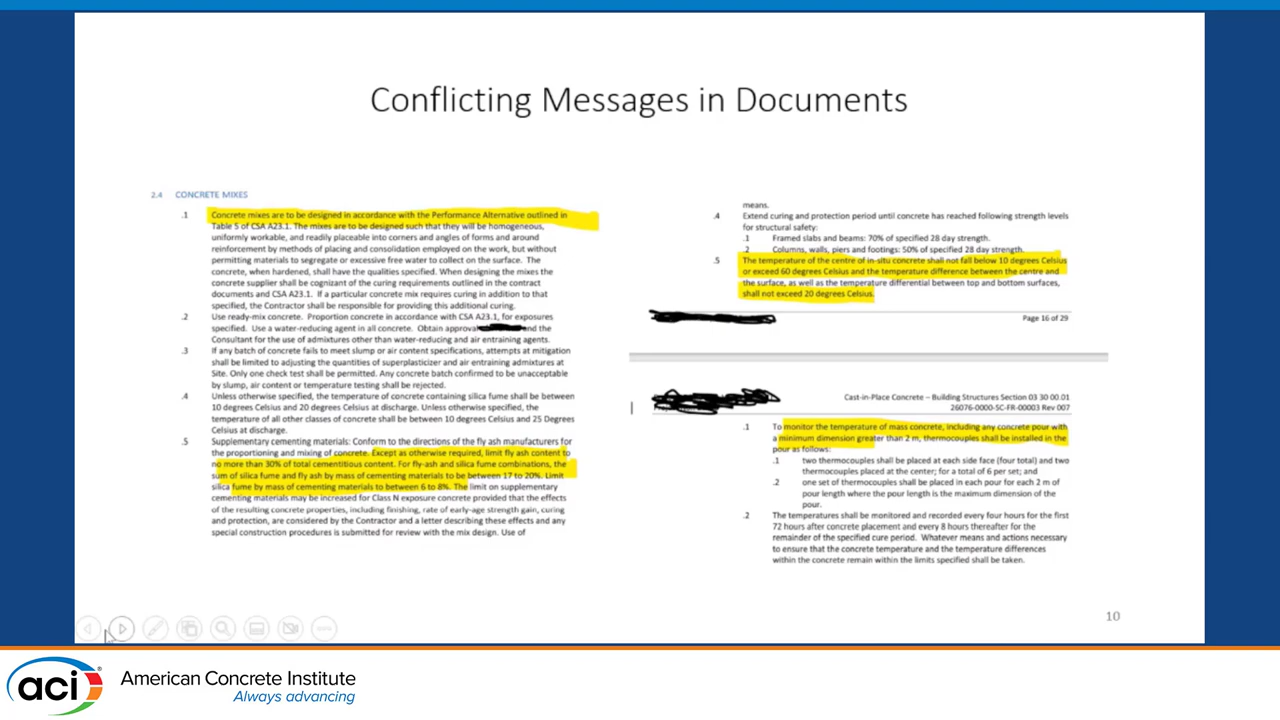 Conflicting Messages in Documents
2.4 CONCRETE MIXES
.1 Concrete mixes are to be designed in accordance with the Performance Alternative outlined in
Table 5 of CSA A23.1. The mixes are to be designed such that they will be homogeneous,
uniformly workable, and readily placeable into corners and angles of forms and around
reinforcement by methods of placing and consolidation employed on the work, but without
permitting materials to segregate or excessive free water to collect on the surface. The
concrete, when hardened, shall have the qualities specified. When designing the mixes the
concrete supplier shall be cognizant of the curing requirements outlined in the contract
documents and CSA A23.1. If a particular concrete mix requires curing in addition to that
specified, the Contractor shall be responsible for providing this additional curing.
.2 Use ready-mix concrete. Proportion concrete in accordance with CSA A23.1, for exposures
specified. Use a water-reducing agent in all concrete. Obtain approval and the
Consultant for the use of admixtures other than water-reducing and air entraining agents.
.3 If any batch of concrete fails to meet slump or air content specifications, attempts at mitigation
shall be limited to adjusting the quantities of superplasticizer and air entraining admixtures at
Site. Only one check test shall be permitted. Any concrete batch confirmed to be unacceptable
by slump, air content or temperature testing shall be rejected.
.4 Unless otherwise specified, the temperature of concrete containing silica fume shall be between
10 degrees Celsius and 20 degrees Celsius at discharge. Unless otherwise specified, the
temperature of all other classes of concrete shall be between 10 degrees Celsius and 25 Degrees
Celsius at discharge.
.5 Supplementary cementing materials: Conform to the directions of the fly ash manufacturers for
the proportioning and mixing of concrete. Except as otherwise required, limit fly ash content to
no more than 30% of total cementitious content. For fly-ash and silica fume combinations, the
sum of silica fume and fly ash by mass of cementing materials to be between 17 to 20%. Limit
silica fume by mass of cementing materials to between 6 to 8%. The limit on supplementary
cementing materials may be increased for Class N exposure concrete provided that the effects
of the resulting concrete properties, including finishing, rate of early-age strength gain, curing
and protection, are considered by the Contractor and a letter describing these effects and any
special construction procedures is submitted for review with the mix design. Use of
means.
.4 Extend curing and protection period until concrete has reached following strength levels
for structural safety:
.1 Framed slabs and beams: 70% of specified 28 day strength.
.2 Columns, walls, piers and footings: 50% of specified 28 day strength.
.5 The temperature of the centre of in-situ concrete shall not fall below 10 degrees Celsius
or exceed 60 degrees Celsius and the temperature difference between the centre and
the surface, as well as the temperature differential between top and bottom surfaces,
shall not exceed 20 degrees Celsius.
Page 16 of 29
Cast-in-Place Concrete – Building Structures Section 03 30 00.01
26076-0000-SC-FR-00003 Rev 007
.1 To monitor the temperature of mass concrete, including any concrete pour with
a minimum dimension greater than 2 m, thermocouples shall be installed in the
pour as follows:
.1 two thermocouples shall be placed at each side face (four total) and two
thermocouples placed at the center; for a total of 6 per set; and
.2 one set of thermocouples shall be placed in each pour for each 2 m of
pour length where the pour length is the maximum dimension of the
pour.
.2 The temperatures shall be monitored and recorded every four hours for the first
72 hours after concrete placement and every 8 hours thereafter for the
remainder of the specified cure period. Whatever means and actions necessary
to ensure that the concrete temperature and the temperature differences
within the concrete remain within the limits specified shall be taken.
10
aci
American Concrete Institute
Always advancing